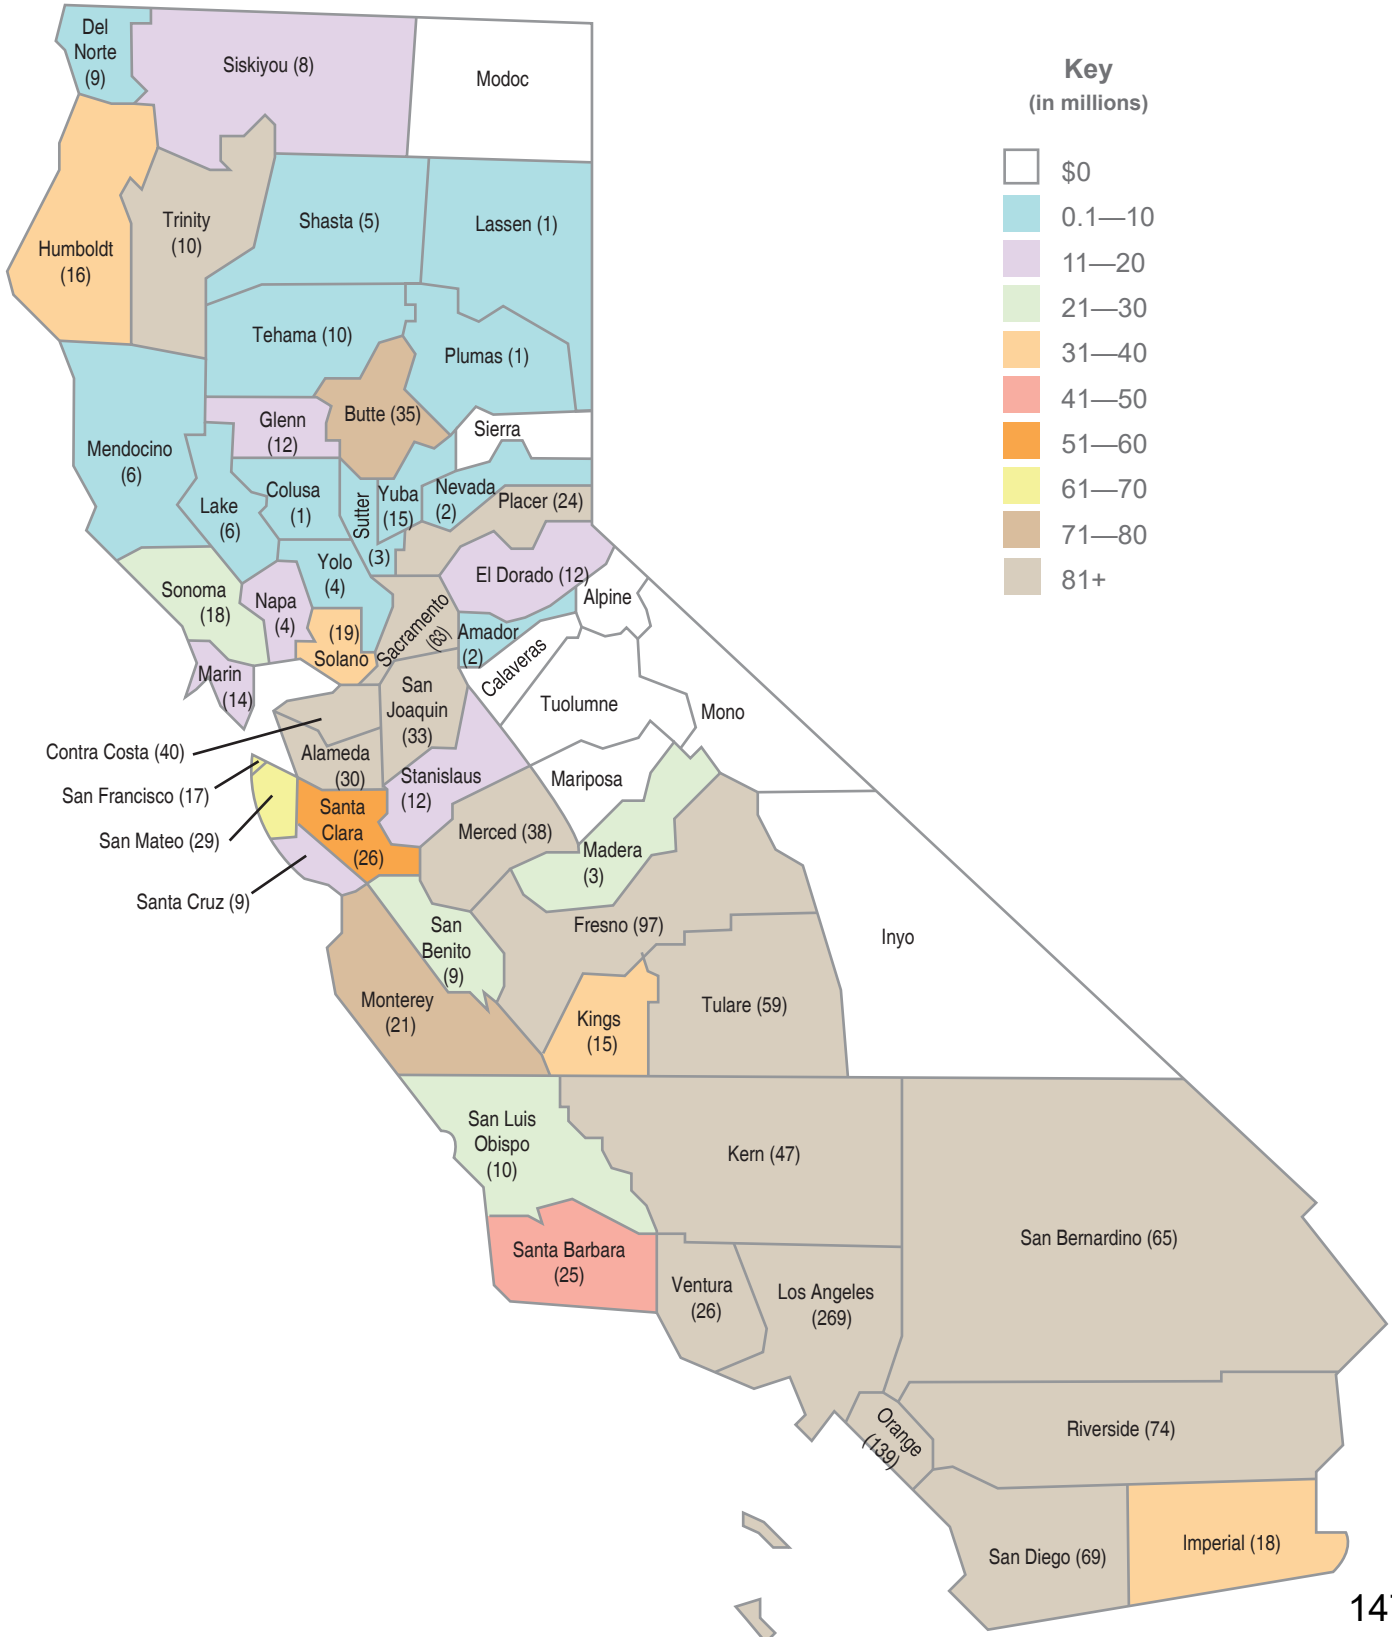 Del
Norte
(9)
Siskiyou (8)
Modoc
Key
(in millions)
$0
0.1—10
11—20
21—30
31—40
41—50
51—60
61—70
71—80
81+
Humboldt
(16)
Trinity
(10)
Shasta (5)
Lassen (1)
Tehama (10)
Plumas (1)
Butte (35)
Glenn
(12)
Sierra
Mendocino
(6)
Lake
(6)
Colusa
(1)
Sutter
(3)
Yuba
(15)
Nevada
(2)
Placer (24)
Yolo
(4)
El Dorado (12)
Sonoma
(18)
Napa
(4)
(19)
Solano
Sacramento
(63)
Amador
(2)
Alpine
Calaveras
Marin
(14)
San
Joaquin
(33)
Tuolumne
Mono
Contra Costa (40)
Alameda
(30)
Stanislaus
(12)
Mariposa
San Francisco (17)
Santa
Clara
(26)
San Mateo (29)
Merced (38)
Madera
(3)
Santa Cruz (9)
San
Benito
(9)
Fresno (97)
Inyo
Monterey
(21)
Kings
(15)
Tulare (59)
San Luis
Obispo
(10)
Kern (47)
San Bernardino (65)
Santa Barbara
(25)
Ventura
(26)
Los Angeles
(269)
Orange
(139)
Riverside (74)
San Diego (69)
Imperial (18)
147